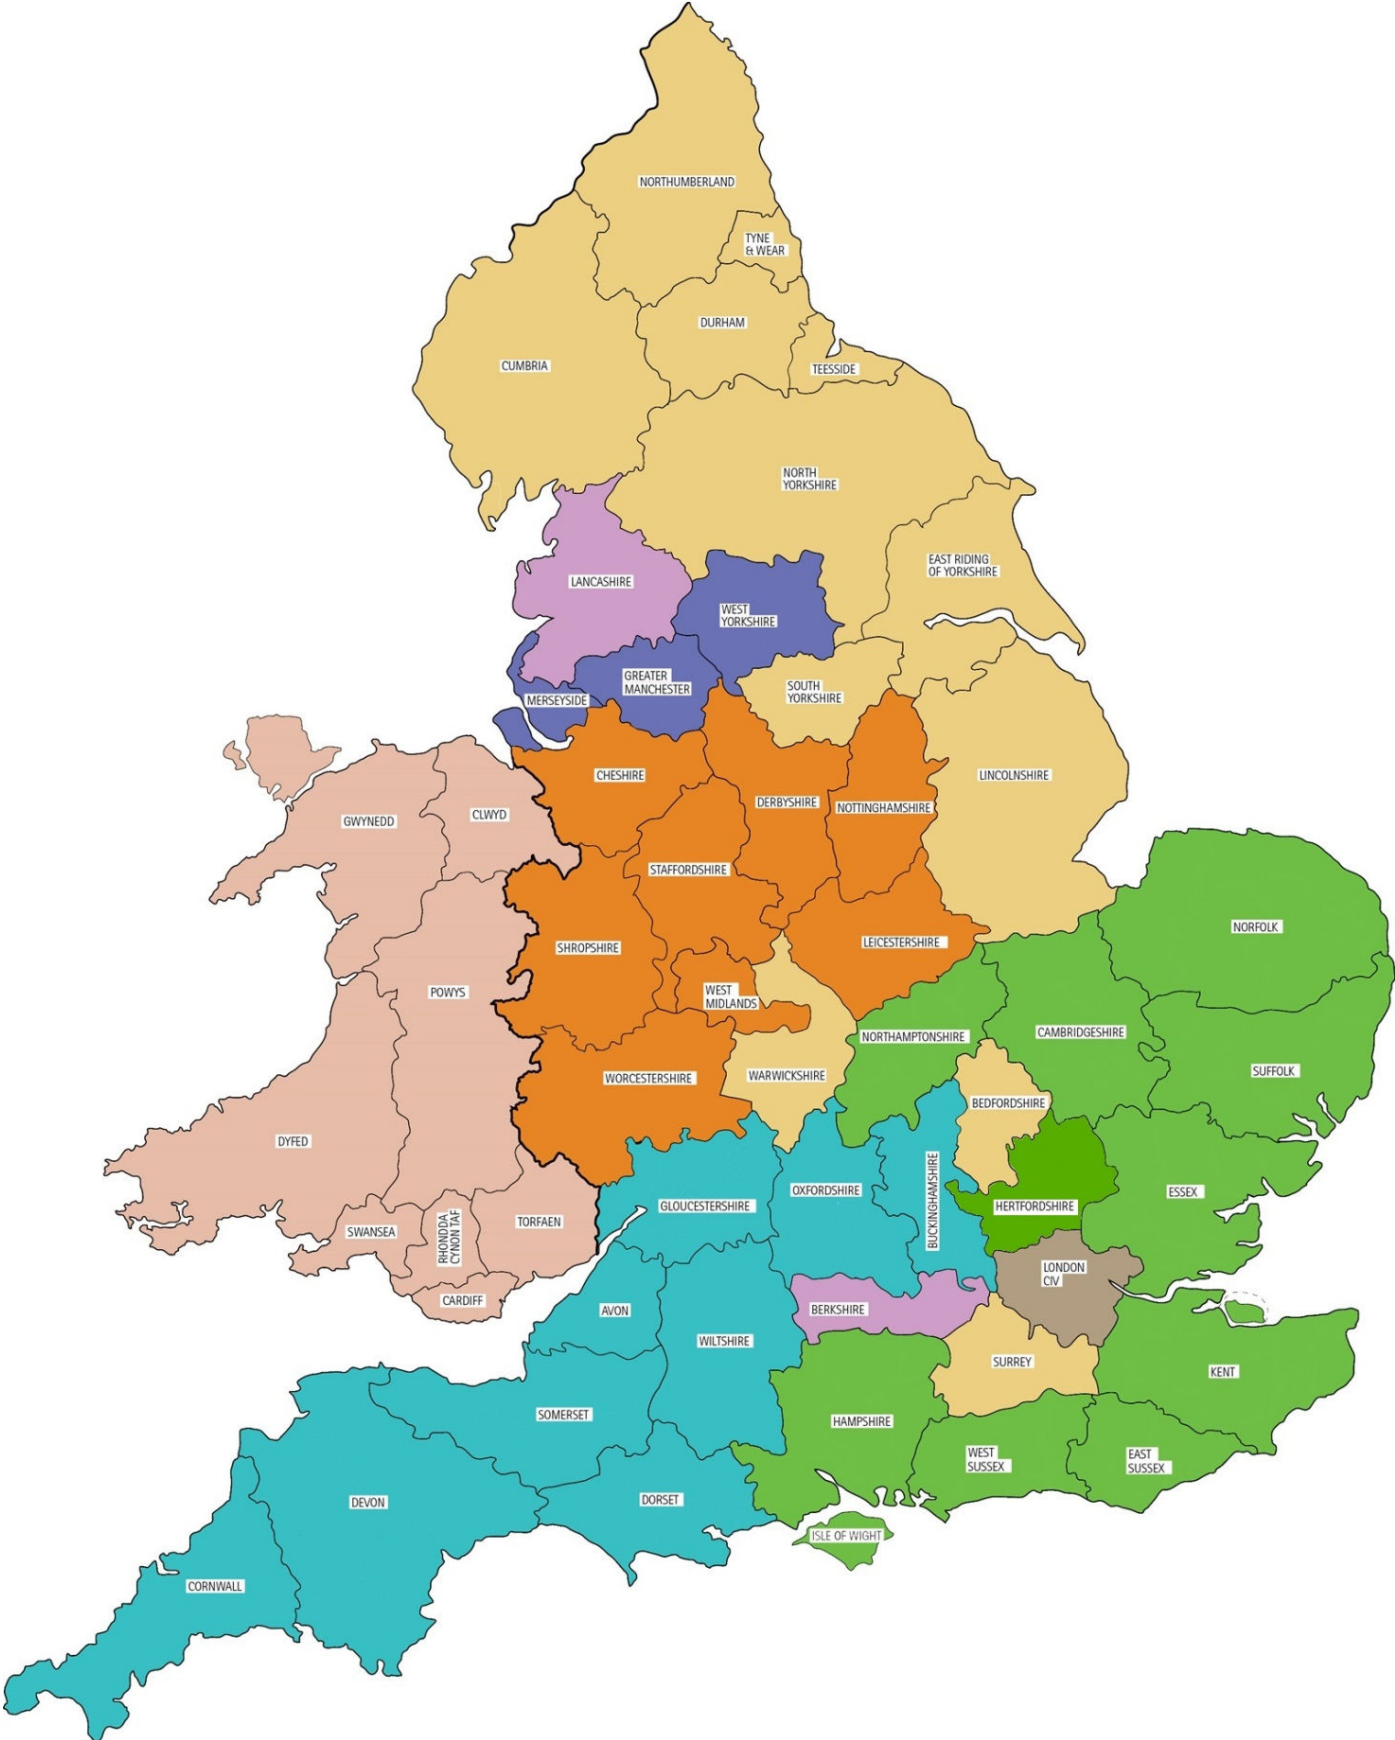 NORTHUMBERLAND
TYNE
& WEAR
DURHAM
CUMBRIA
TEESSIDE
NORTH
YORKSHIRE
EAST RIDING
OF YORKSHIRE
LANCASHIRE
WEST
YORKSHIRE
GREATER
MANCHESTER
SOUTH
YORKSHIRE
MERSEYSIDE
CHESHIRE
LINCOLNSHIRE
DERBYSHIRE
NOTTINGHAMSHIRE
CLWYD
GWYNEDD
STAFFORDSHIRE
NORFOLK
LEICESTERSHIRE
SHROPSHIRE
POWYS
WEST
MIDLANDS
CAMBRIDGESHIRE
NORTHAMPTONSHIRE
SUFFOLK
WARWICKSHIRE
WORCESTERSHIRE
BEDFORDSHIRE
DYFED
BUCKINGHAMSHIRE
OXFORDSHIRE
ESSEX
HERTFORDSHIRE
GLOUCESTERSHIRE
TORFAEN
SWANSEA
RHONDDA
CYNON TAF
LONDON
CIV
CARDIFF
BERKSHIRE
AVON
WILTSHIRE
SURREY
KENT
SOMERSET
HAMPSHIRE
WEST
SUSSEX
EAST
SUSSEX
DORSET
DEVON
ISLE OF WIGHT
CORNWALL